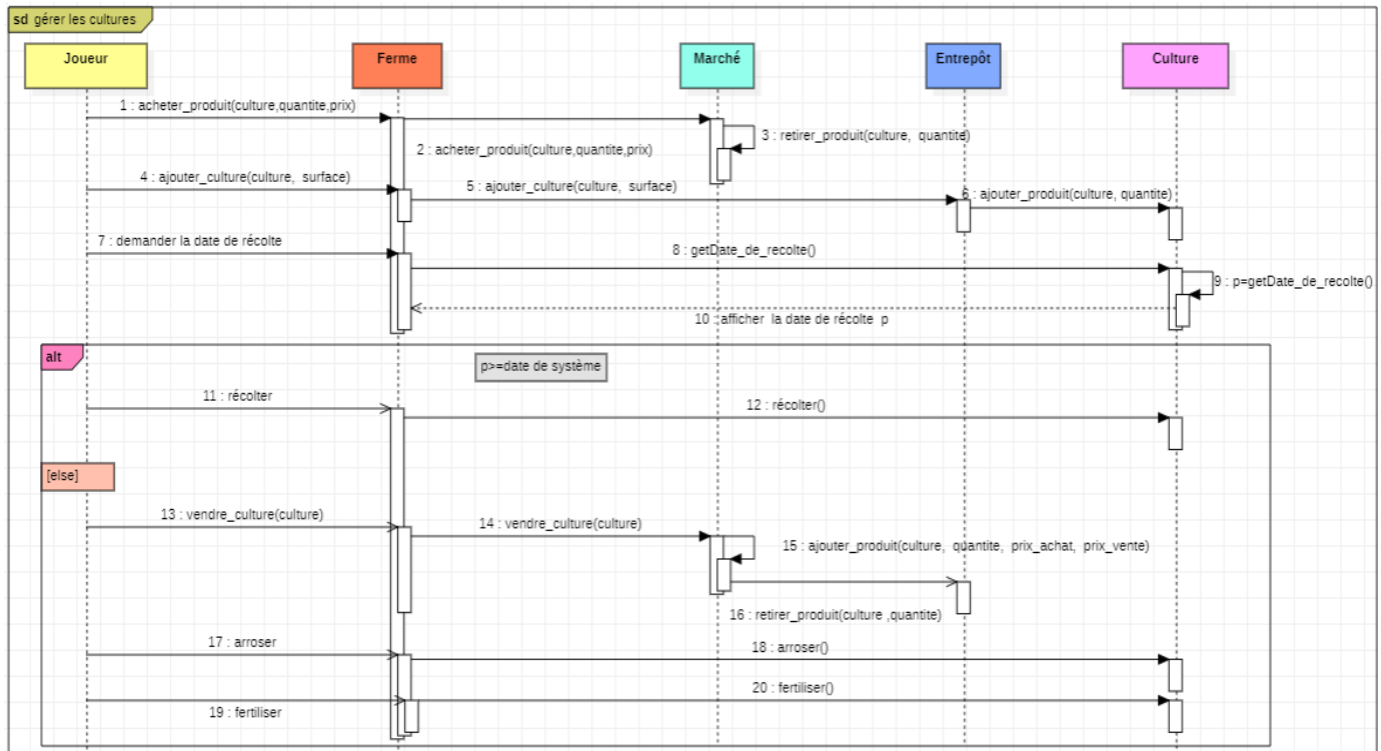 sd gérer les cultures
Joueur
Ferme
Marché
Entrepôt
Culture
1 : acheter_produit(culture,quantite,prix)
3 : retirer_produit(culture, quantite)
2 : acheter_produit(culture,quantite,prix)
4 : ajouter_culture(culture, surface)
5 : ajouter_culture(culture, surface)
6 : ajouter_produit(culture, quantite)
7 : demander la date de récolte
8 : getDate_de_recolte()
9 : p=getDate_de_recolte()
10 : afficher la date de récolte p
alt
p>=date de système
11 : récolter
12 : récolter()
[else]
13 : vendre_culture(culture)
14 : vendre_culture(culture)
15 : ajouter_produit(culture, quantite, prix_achat, prix_vente)
16 : retirer_produit(culture ,quantite)
17 : arroser
18 : arroser()
20 : fertiliser()
19 : fertiliser